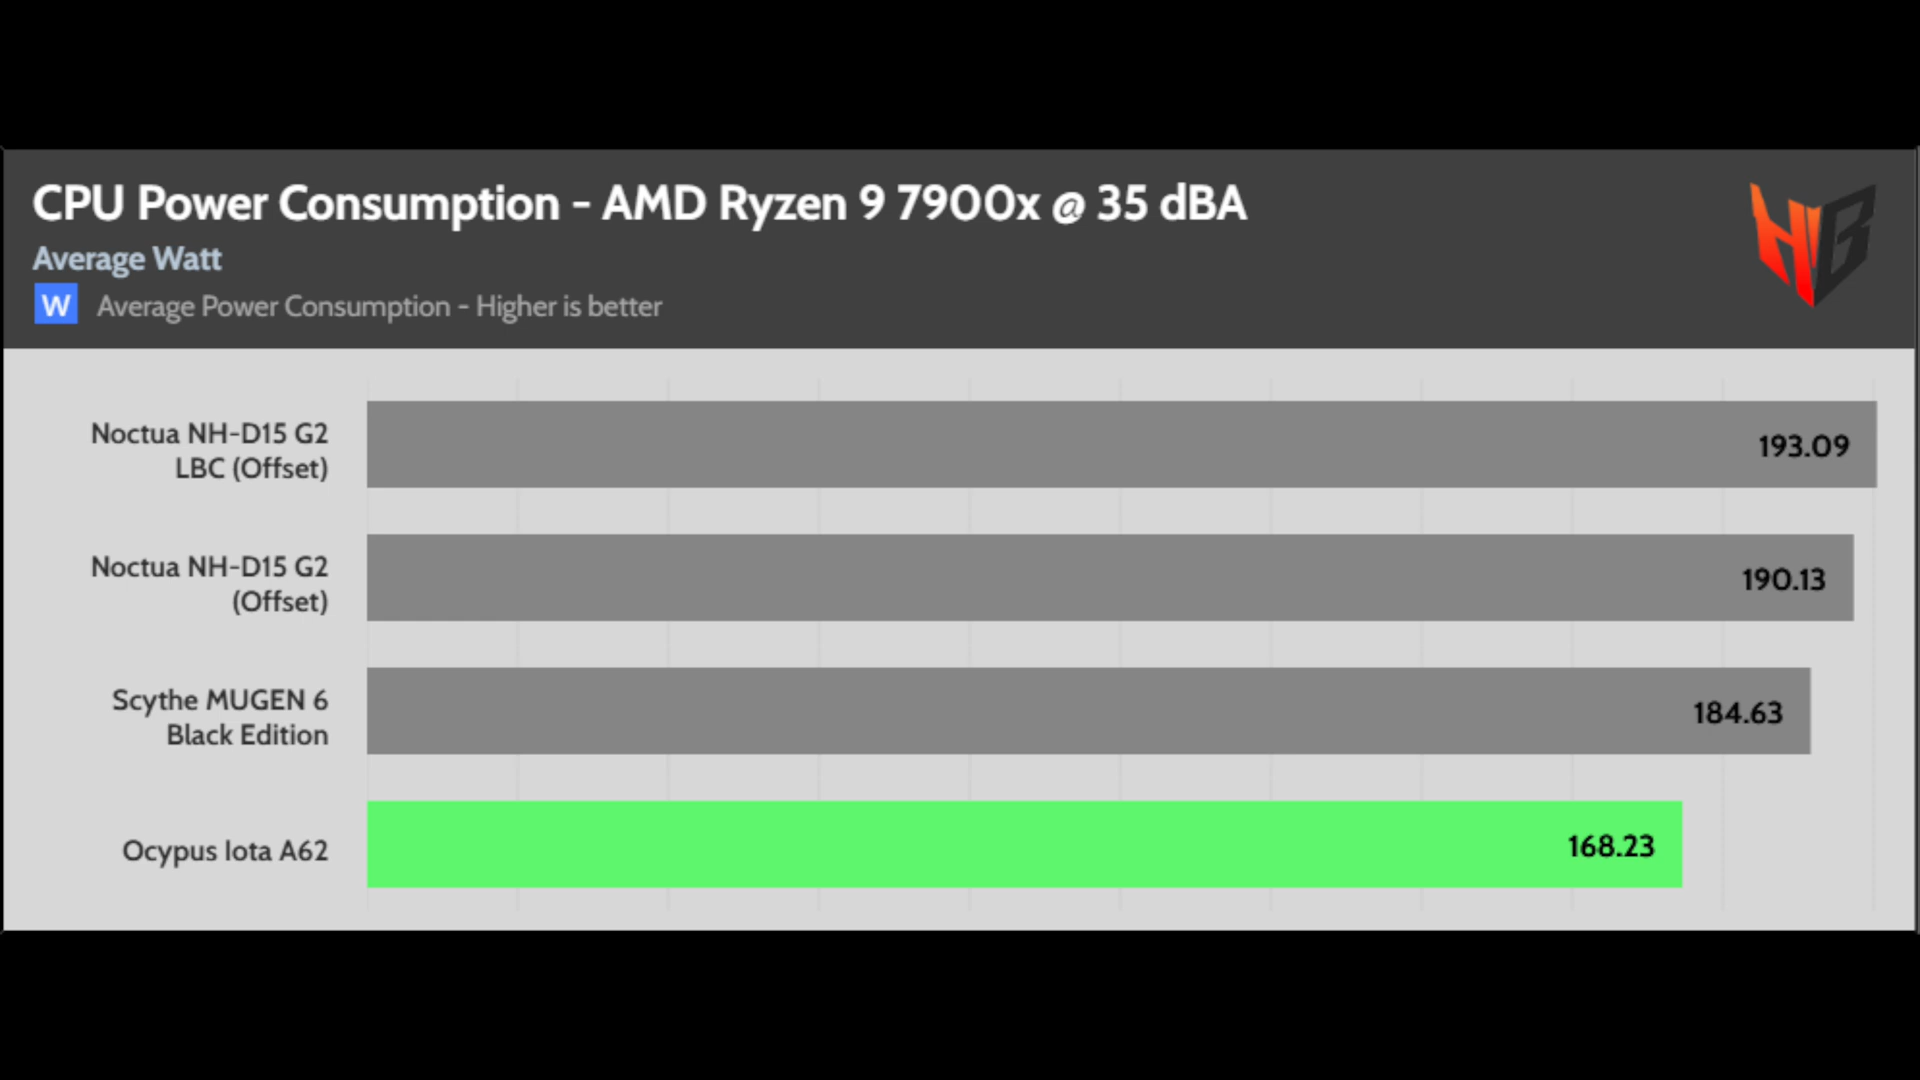 CPU Power Consumption - AMD Ryzen 9 7900x @ 35 dBA
Average Watt
W Average Power Consumption - Higher is better
HB
Noctua NH-D15 G2
LBC (Offset)
193.09
Noctua NH-D15 G2
(Offset)
190.13
Scythe MUGEN 6
Black Edition
184.63
Ocypus Iota A62
168.23